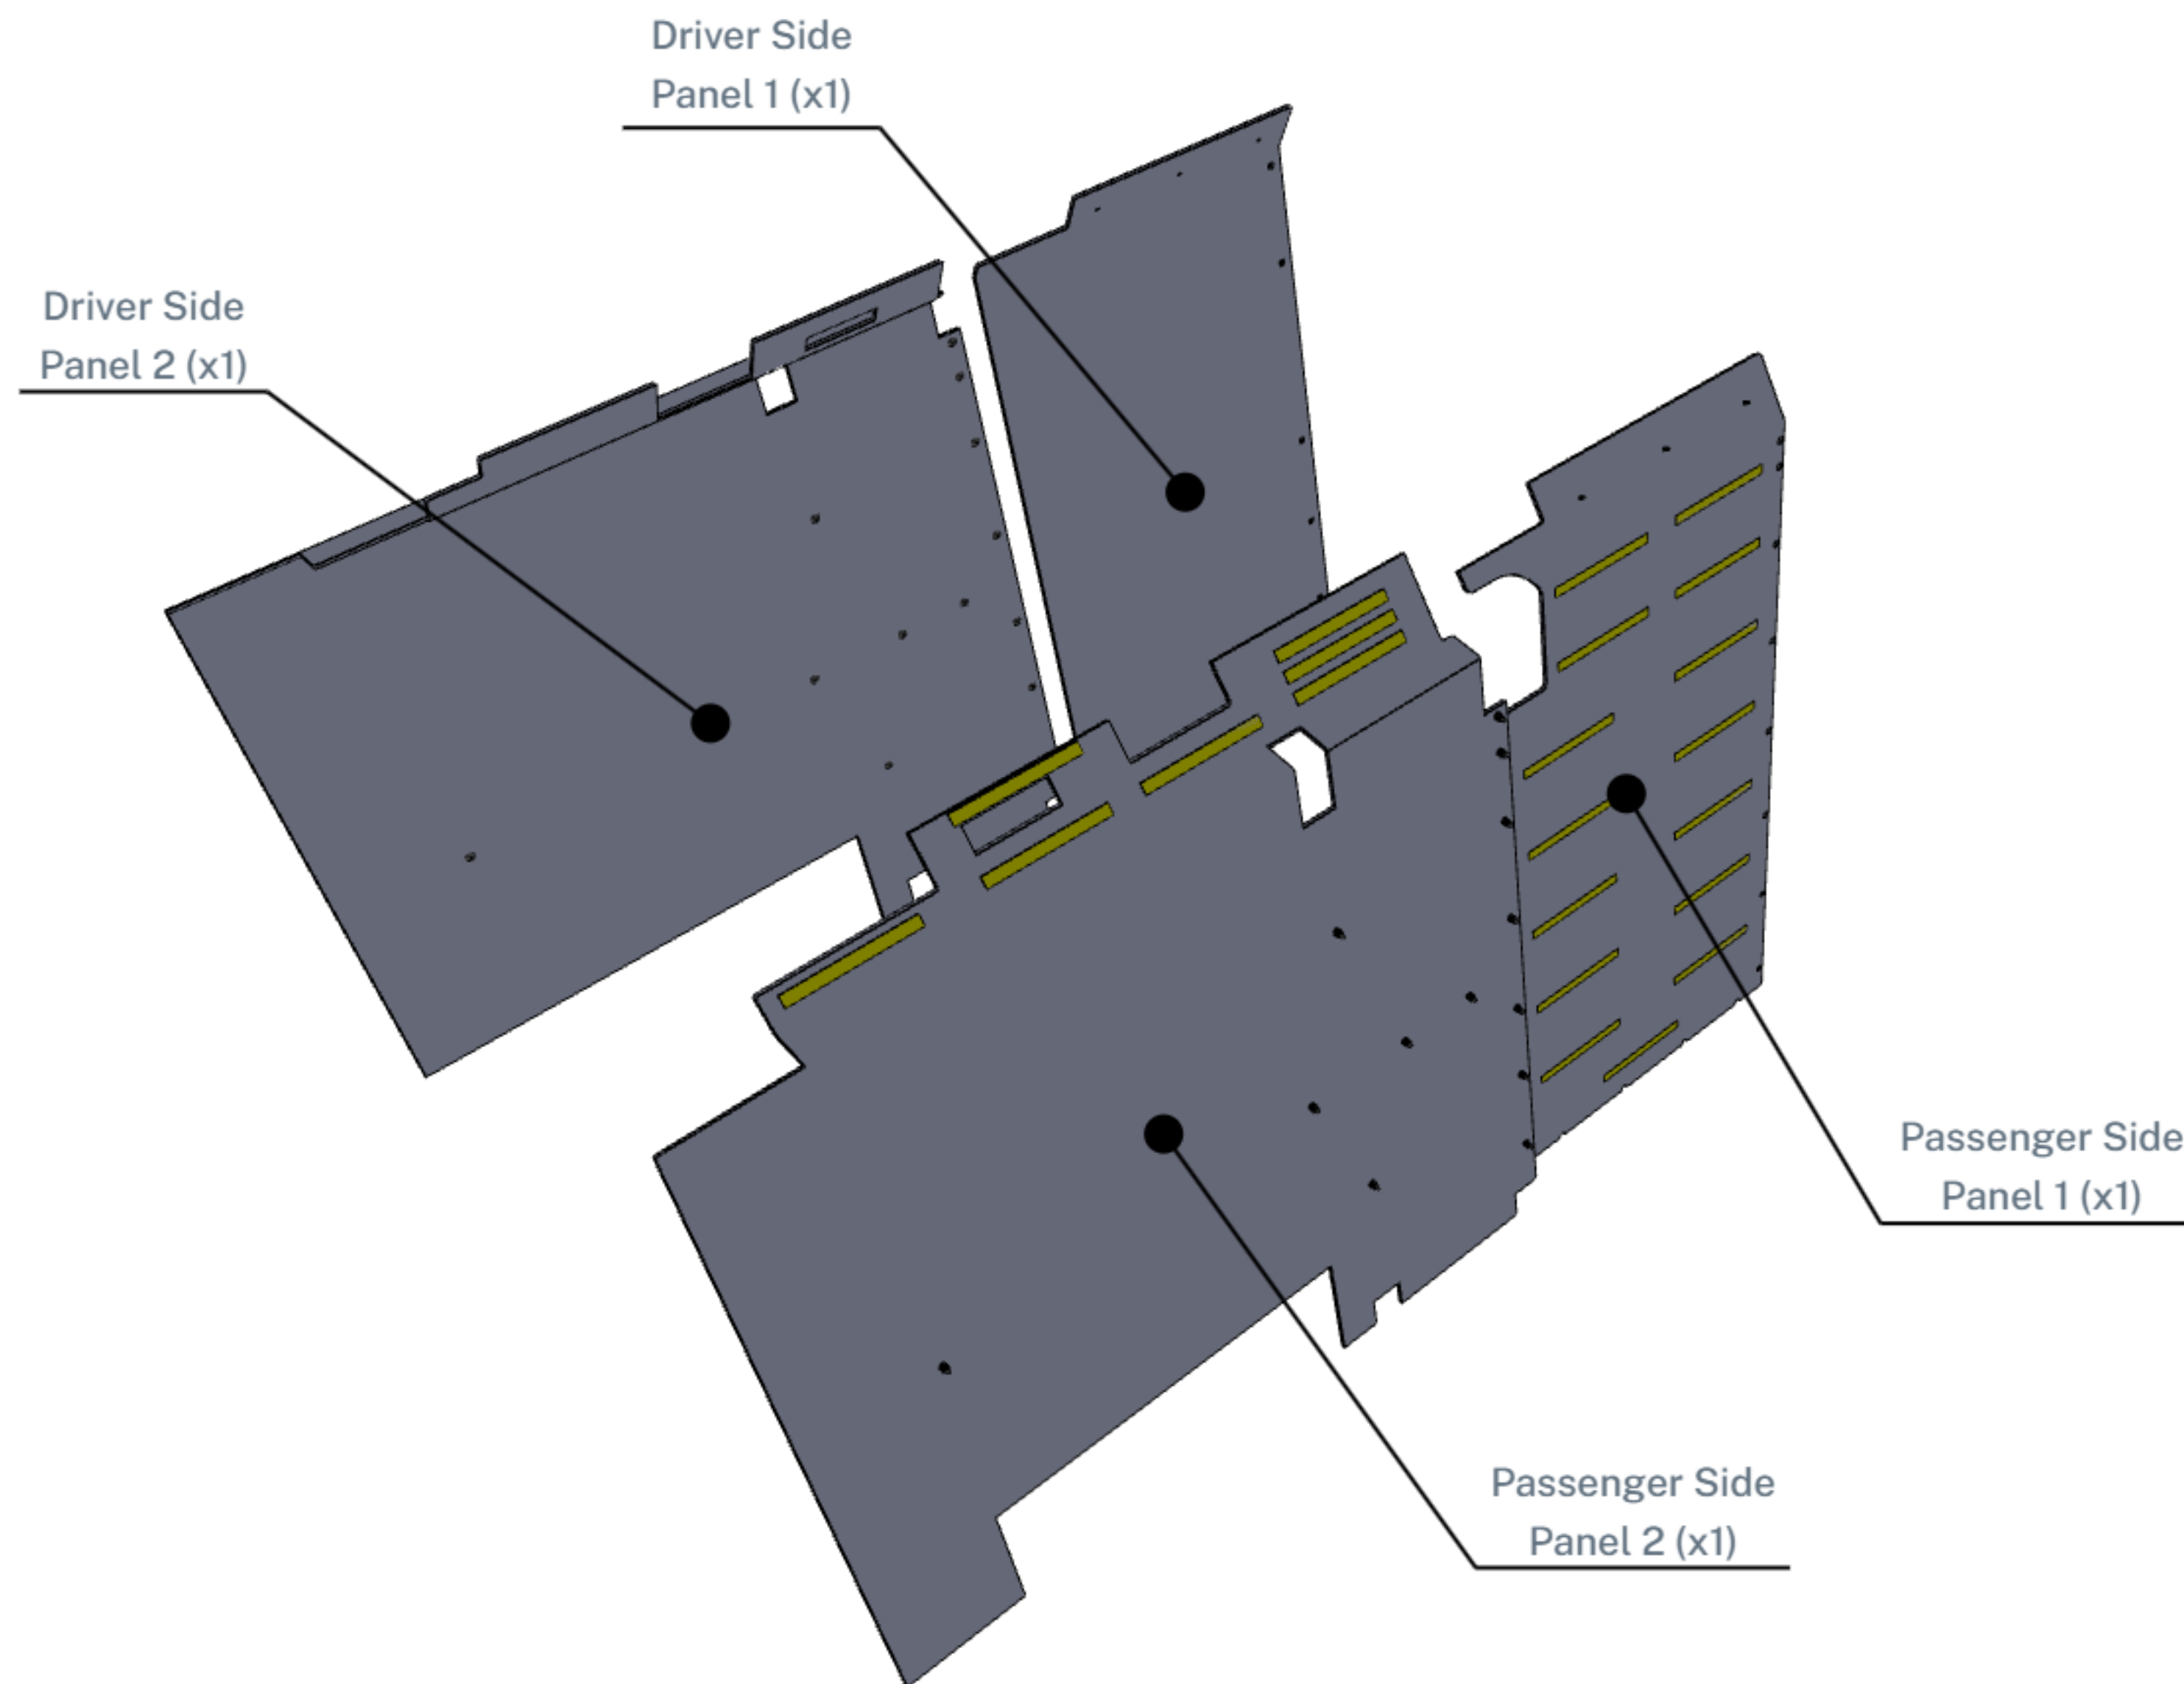 Driver Side
Panel 1 (x1)
Driver Side
Panel 2 (x1)
Passenger Side
Panel 1 (x1)
Passenger Side
Panel 2 (x1)